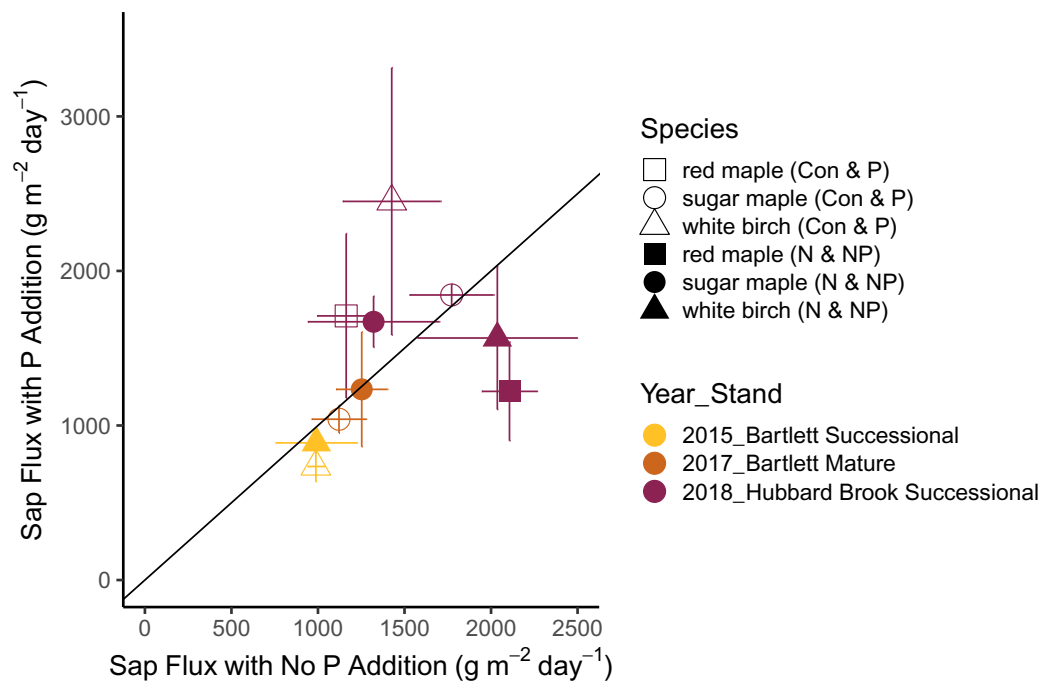 Sap Flux with P Addition (g m⁻² day⁻¹)
3000
2000
1000
0
0 500 1000 1500 2000 2500
Sap Flux with No P Addition (g m⁻² day⁻¹)
Species
red maple (Con & P)
sugar maple (Con & P)
white birch (Con & P)
red maple (N & NP)
sugar maple (N & NP)
white birch (N & NP)
Year_Stand
2015_Bartlett Successional
2017_Bartlett Mature
2018_Hubbard Brook Successional